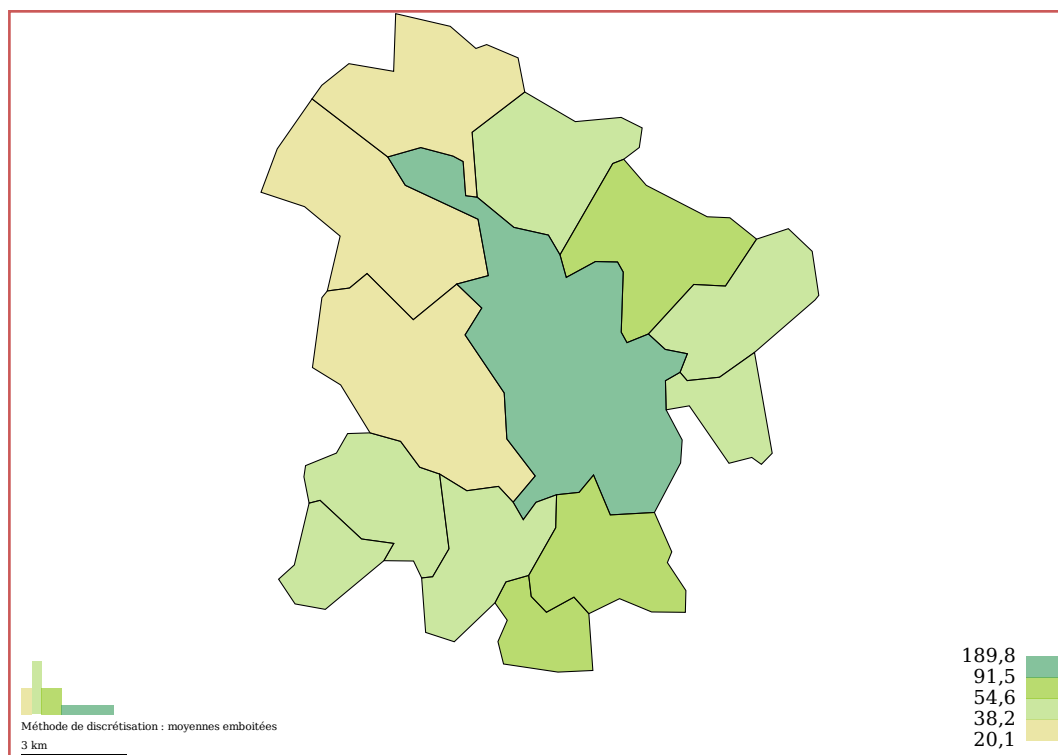 189,8
91,5
54,6
38,2
20,1
Méthode de discrétisation : moyennes emboitées
3 km